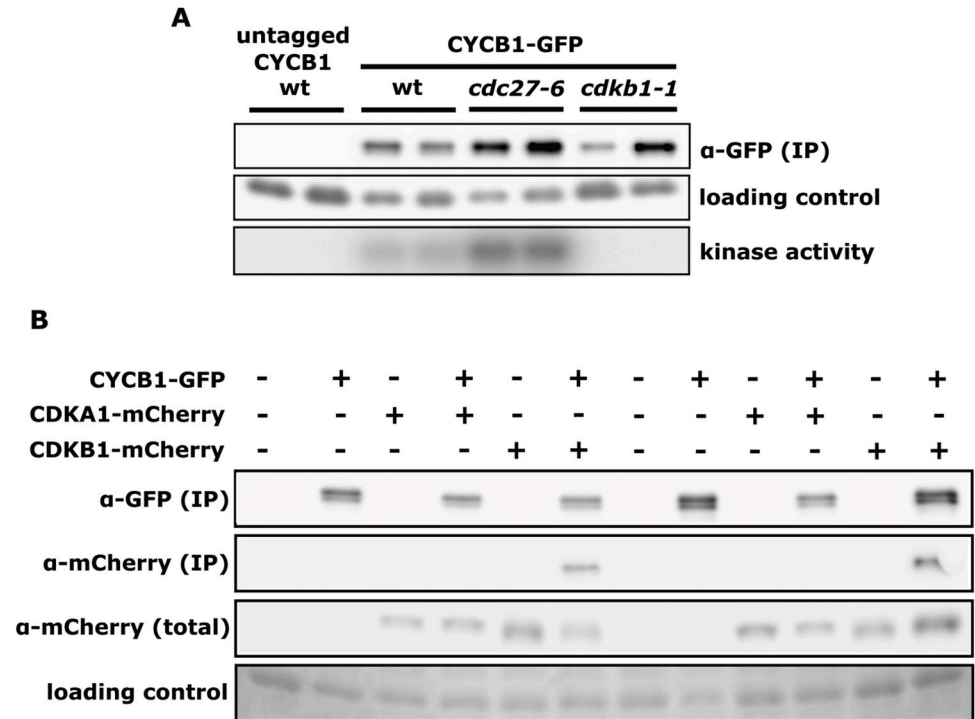 A
untagged
CYCB1
wt
CYCB1-GFP
wt cdc27-6 cdkb1-1
α-GFP (IP)
loading control
kinase activity
B
CYCB1-GFP - + - + - + - + - + - +
CDKA1-mCherry - - + + - - - - + + - -
CDKB1-mCherry - - - - + + - - - - + +
α-GFP (IP)
α-mCherry (IP)
α-mCherry (total)
loading control